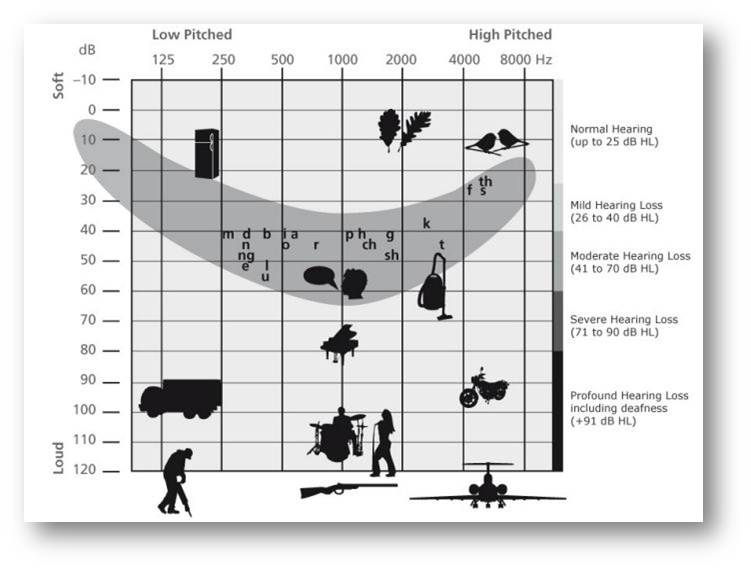 Low Pitched High Pitched
dB 125 250 500 1000 2000 4000 8000 Hz
Soft
–10
0
10
20
30
40
50
60
70
80
90
100
110
120
Loud
th
f s
k
m d b i a p h g
n o r ch t
ng sh
e l
u
Normal Hearing
(up to 25 dB HL)
Mild Hearing Loss
(26 to 40 dB HL)
Moderate Hearing Loss
(41 to 70 dB HL)
Severe Hearing Loss
(71 to 90 dB HL)
Profound Hearing Loss
including deafness
(+91 dB HL)